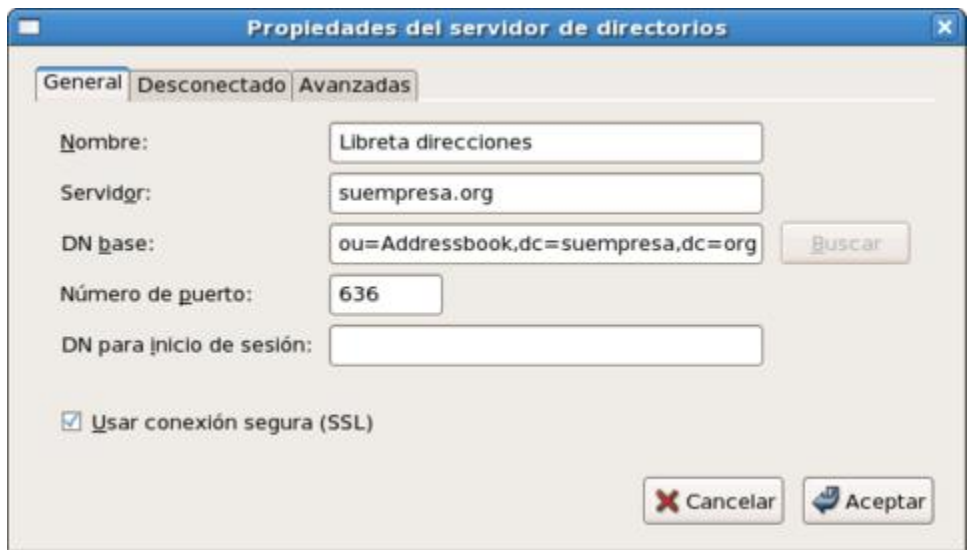 Propiedades del servidor de directorios
General Desconectado Avanzadas
Nombre: Libreta direcciones
Servidor: suempresa.org
DN base: ou=Addressbook,dc=suempresa,dc=org Buscar
Número de puerto: 636
DN para inicio de sesión:
Usar conexión segura (SSL)
Cancelar Aceptar